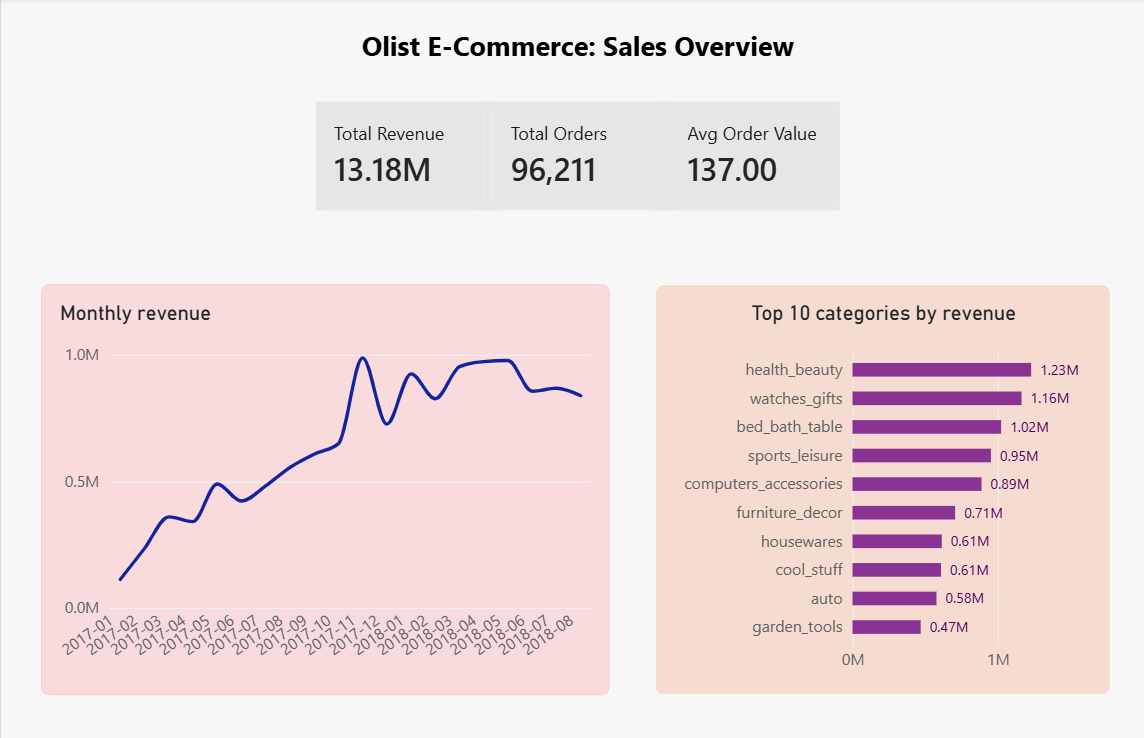 Olist E-Commerce: Sales Overview
Total Revenue
13.18M
Total Orders
96,211
Avg Order Value
137.00
Monthly revenue
1.0M
0.5M
0.0M
2017-01
2017-02
2017-03
2017-04
2017-05
2017-06
2017-07
2017-08
2017-09
2017-10
2017-11
2017-12
2018-01
2018-02
2018-03
2018-04
2018-05
2018-06
2018-07
2018-08
Top 10 categories by revenue
health_beauty 1.23M
watches_gifts 1.16M
bed_bath_table 1.02M
sports_leisure 0.95M
computers_accessories 0.89M
furniture_decor 0.71M
housewares 0.61M
cool_stuff 0.61M
auto 0.58M
garden_tools 0.47M
0M 1M